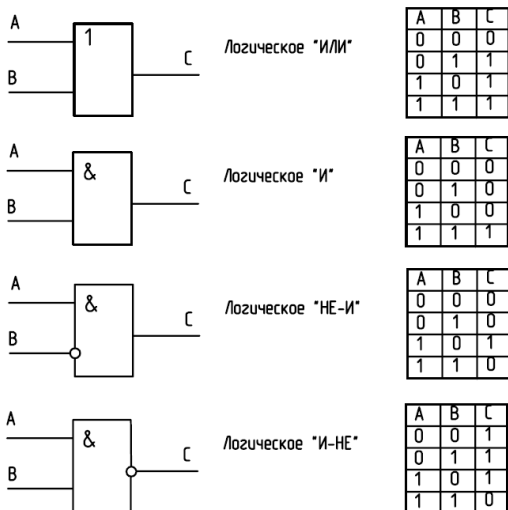 A
B
1
C
Логическое "ИЛИ"
A B C
0 0 0
0 1 1
1 0 1
1 1 1
A
B
&
C
Логическое "И"
A B C
0 0 0
0 1 0
1 0 0
1 1 1
A
B
&
C
Логическое "НЕ-И"
A B C
0 0 0
0 1 0
1 0 1
1 1 0
A
B
&
C
Логическое "И-НЕ"
A B C
0 0 1
0 1 1
1 0 1
1 1 0